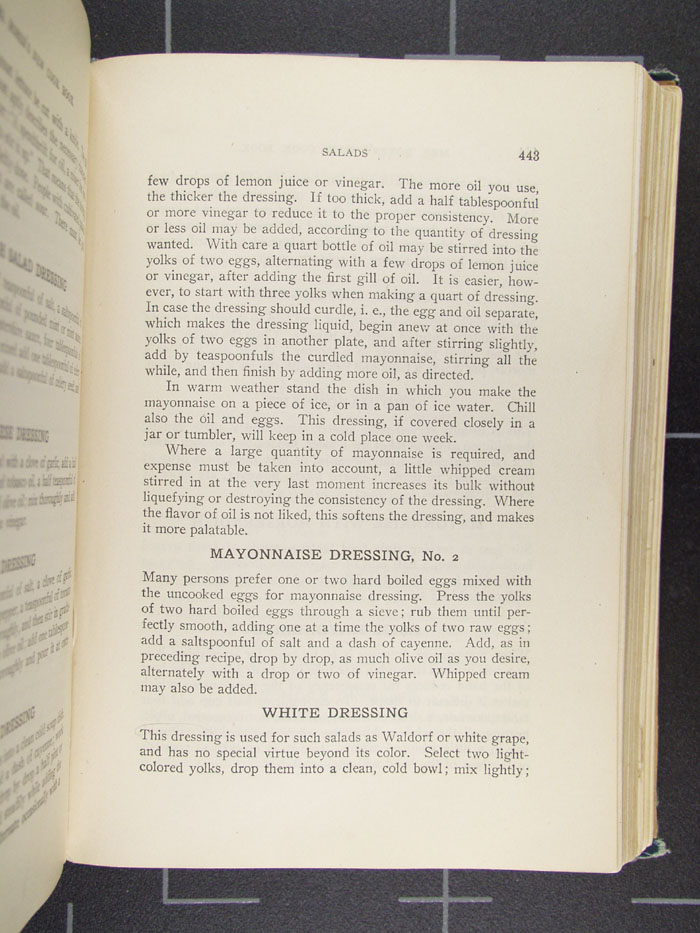 SALADS 443
few drops of lemon juice or vinegar. The more oil you use,
the thicker the dressing. If too thick, add a half tablespoonful
or more vinegar to reduce it to the proper consistency. More
or less oil may be added, according to the quantity of dressing
wanted. With care a quart bottle of oil may be stirred into the
yolks of two eggs, alternating with a few drops of lemon juice
or vinegar, after adding the first gill of oil. It is easier, how-
ever, to start with three yolks when making a quart of dressing.
In case the dressing should curdle, i. e., the egg and oil separate,
which makes the dressing liquid, begin anew at once with the
yolks of two eggs in another plate, and after stirring slightly,
add by teaspoonfuls the curdled mayonnaise, stirring all the
while, and then finish by adding more oil, as directed.
In warm weather stand the dish in which you make the
mayonnaise on a piece of ice, or in a pan of ice water. Chill
also the oil and eggs. This dressing, if covered closely in a
jar or tumbler, will keep in a cold place one week.
Where a large quantity of mayonnaise is required, and
expense must be taken into account, a little whipped cream
stirred in at the very last moment increases its bulk without
liquefying or destroying the consistency of the dressing. Where
the flavor of oil is not liked, this softens the dressing, and makes
it more palatable.
MAYONNAISE DRESSING, No. 2
Many persons prefer one or two hard boiled eggs mixed with
the uncooked eggs for mayonnaise dressing. Press the yolks
of two hard boiled eggs through a sieve; rub them until per-
fectly smooth, adding one at a time the yolks of two raw eggs;
add a saltspoonful of salt and a dash of cayenne. Add, as in
preceding recipe, drop by drop, as much olive oil as you desire,
alternately with a drop or two of vinegar. Whipped cream
may also be added.
WHITE DRESSING
This dressing is used for such salads as Waldorf or white grape,
and has no special virtue beyond its color. Select two light-
colored yolks, drop them into a clean, cold bowl; mix lightly;